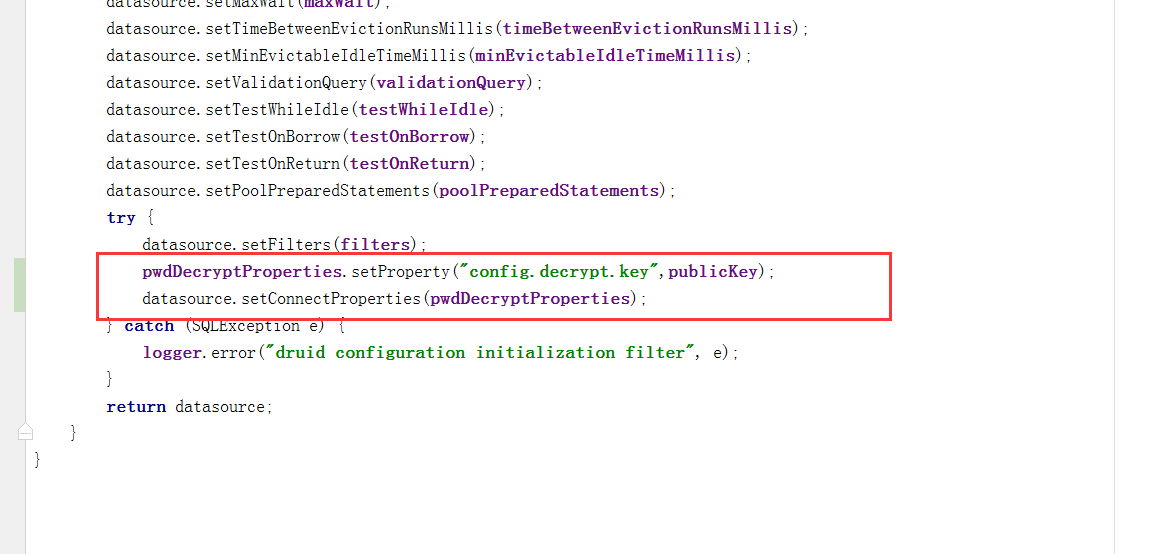 datasource.setMaxWait(maxWait);
datasource.setTimeBetweenEvictionRunsMillis(timeBetweenEvictionRunsMillis);
datasource.setMinEvictableIdleTimeMillis(minEvictableIdleTimeMillis);
datasource.setValidationQuery(validationQuery);
datasource.setTestWhileIdle(testWhileIdle);
datasource.setTestOnBorrow(testOnBorrow);
datasource.setTestOnReturn(testOnReturn);
datasource.setPoolPreparedStatements(poolPreparedStatements);
try {
datasource.setFilters(filters);
pwdDecryptProperties.setProperty("config.decrypt.key",publicKey);
datasource.setConnectProperties(pwdDecryptProperties);
} catch (SQLException e) {
logger.error("druid configuration initialization filter", e);
}
return datasource;
}
}